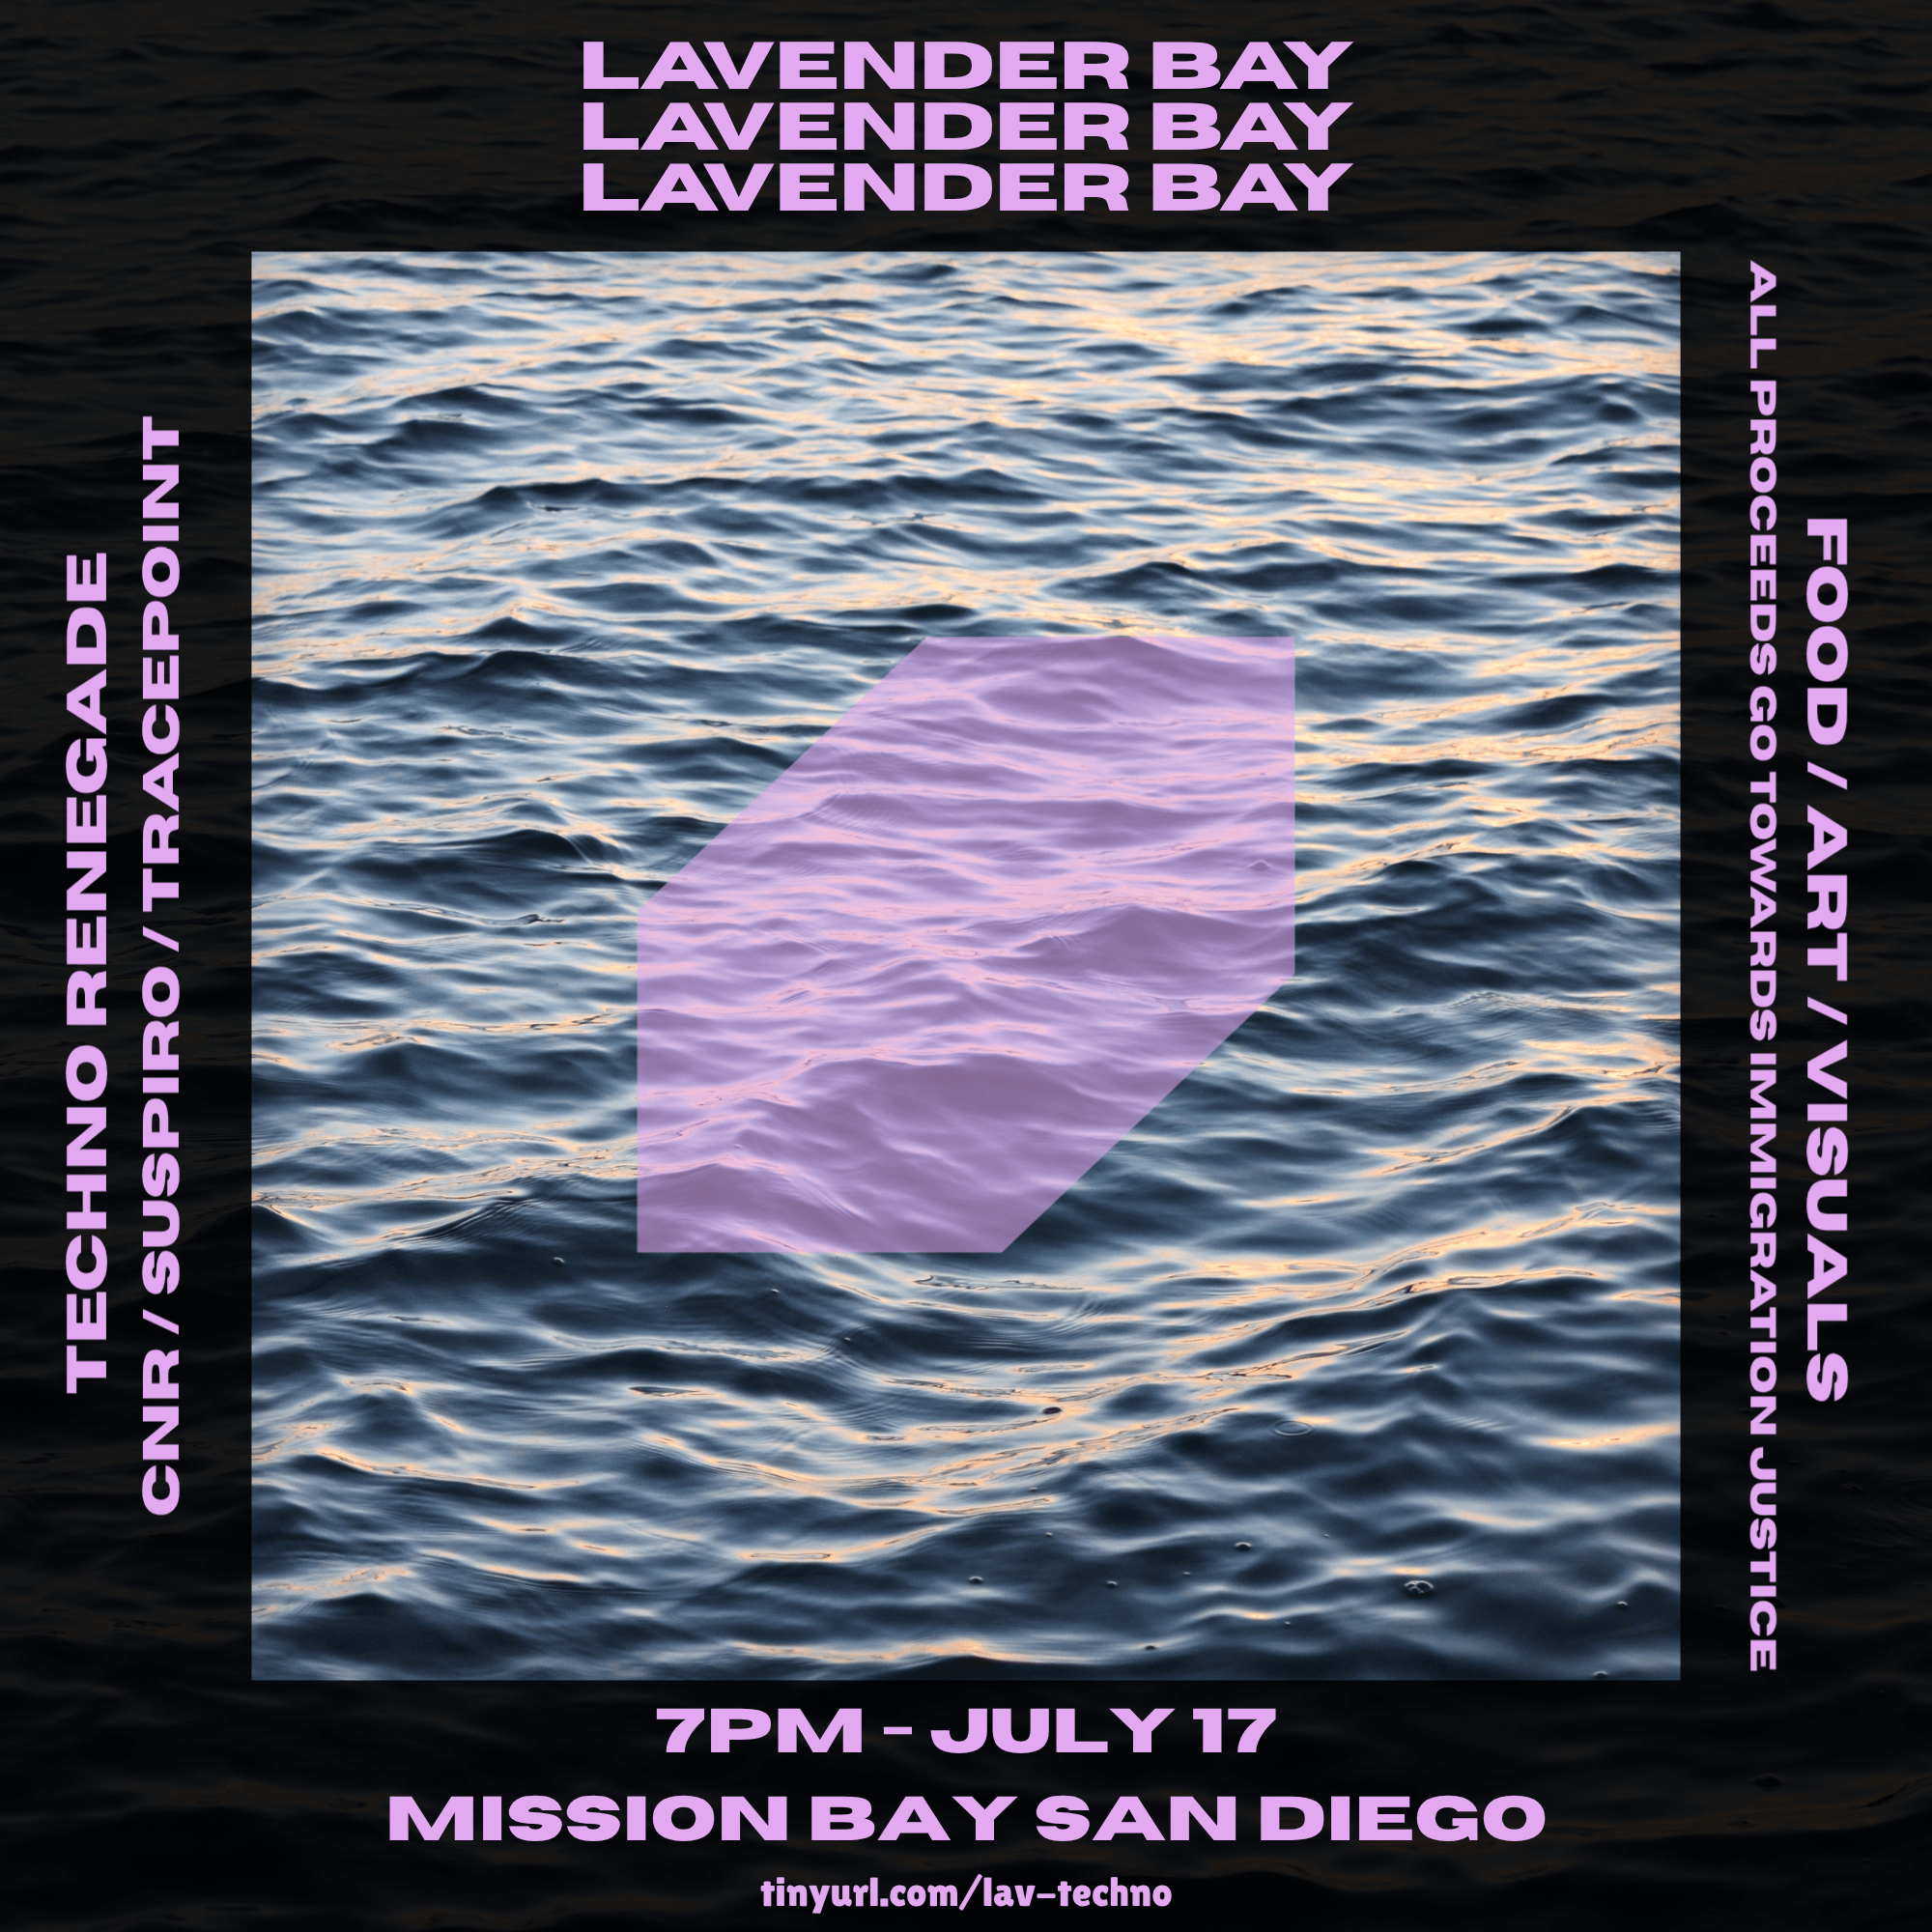 LAVENDER BAY
LAVENDER BAY
LAVENDER BAY
TECHNO RENEGADE
CNR / SUSPIRO / TRACEPOINT
FOOD / ART / VISUALS
ALL PROCEEDS GO TOWARDS IMMIGRATION JUSTICE
7PM - JULY 17
MISSION BAY SAN DIEGO
tinyurl.com/lav-techno